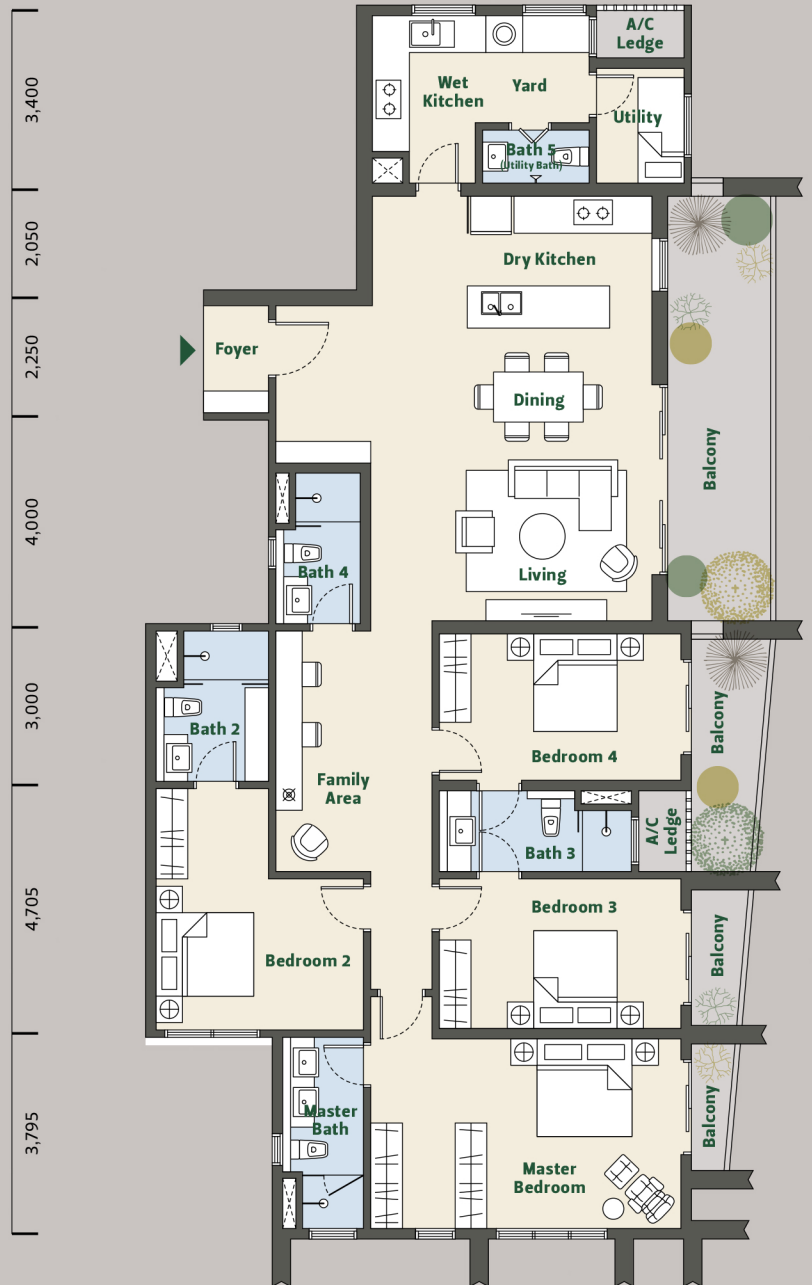 A/C
Ledge
Wet
Kitchen
Yard
Utility
Bath 5
(Utility Bath)
3,400
2,050
Dry Kitchen
2,250
Foyer
Dining
Balcony
4,000
Bath 4
Living
3,000
Bath 2
Balcony
Bedroom 4
Family
Area
A/C
Ledge
Bath 3
4,705
Bedroom 3
Balcony
Bedroom 2
3,795
Master
Bath
Balcony
Master
Bedroom